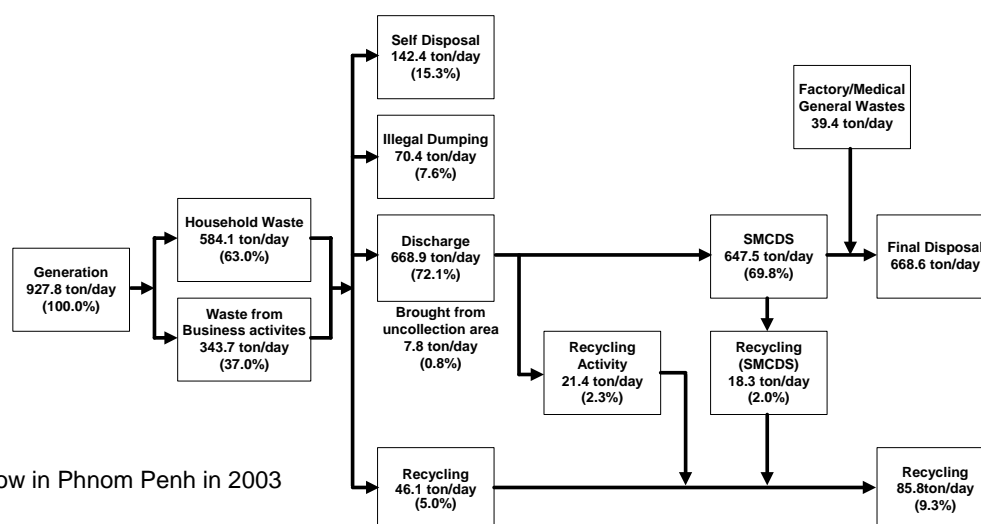 Self Disposal
142.4 ton/day
(15.3%)
Factory/Medical
General Wastes
39.4 ton/day
Illegal Dumping
70.4 ton/day
(7.6%)
Household Waste
584.1 ton/day
(63.0%)
Discharge
668.9 ton/day
(72.1%)
SMCDS
647.5 ton/day
(69.8%)
Final Disposal
668.6 ton/day
Generation
927.8 ton/day
(100.0%)
Waste from
Business activites
343.7 ton/day
(37.0%)
Brought from
uncollection area
7.8 ton/day
(0.8%)
Recycling
Activity
21.4 ton/day
(2.3%)
Recycling
(SMCDS)
18.3 ton/day
(2.0%)
ow in Phnom Penh in 2003
Recycling
46.1 ton/day
(5.0%)
Recycling
85.8ton/day
(9.3%)